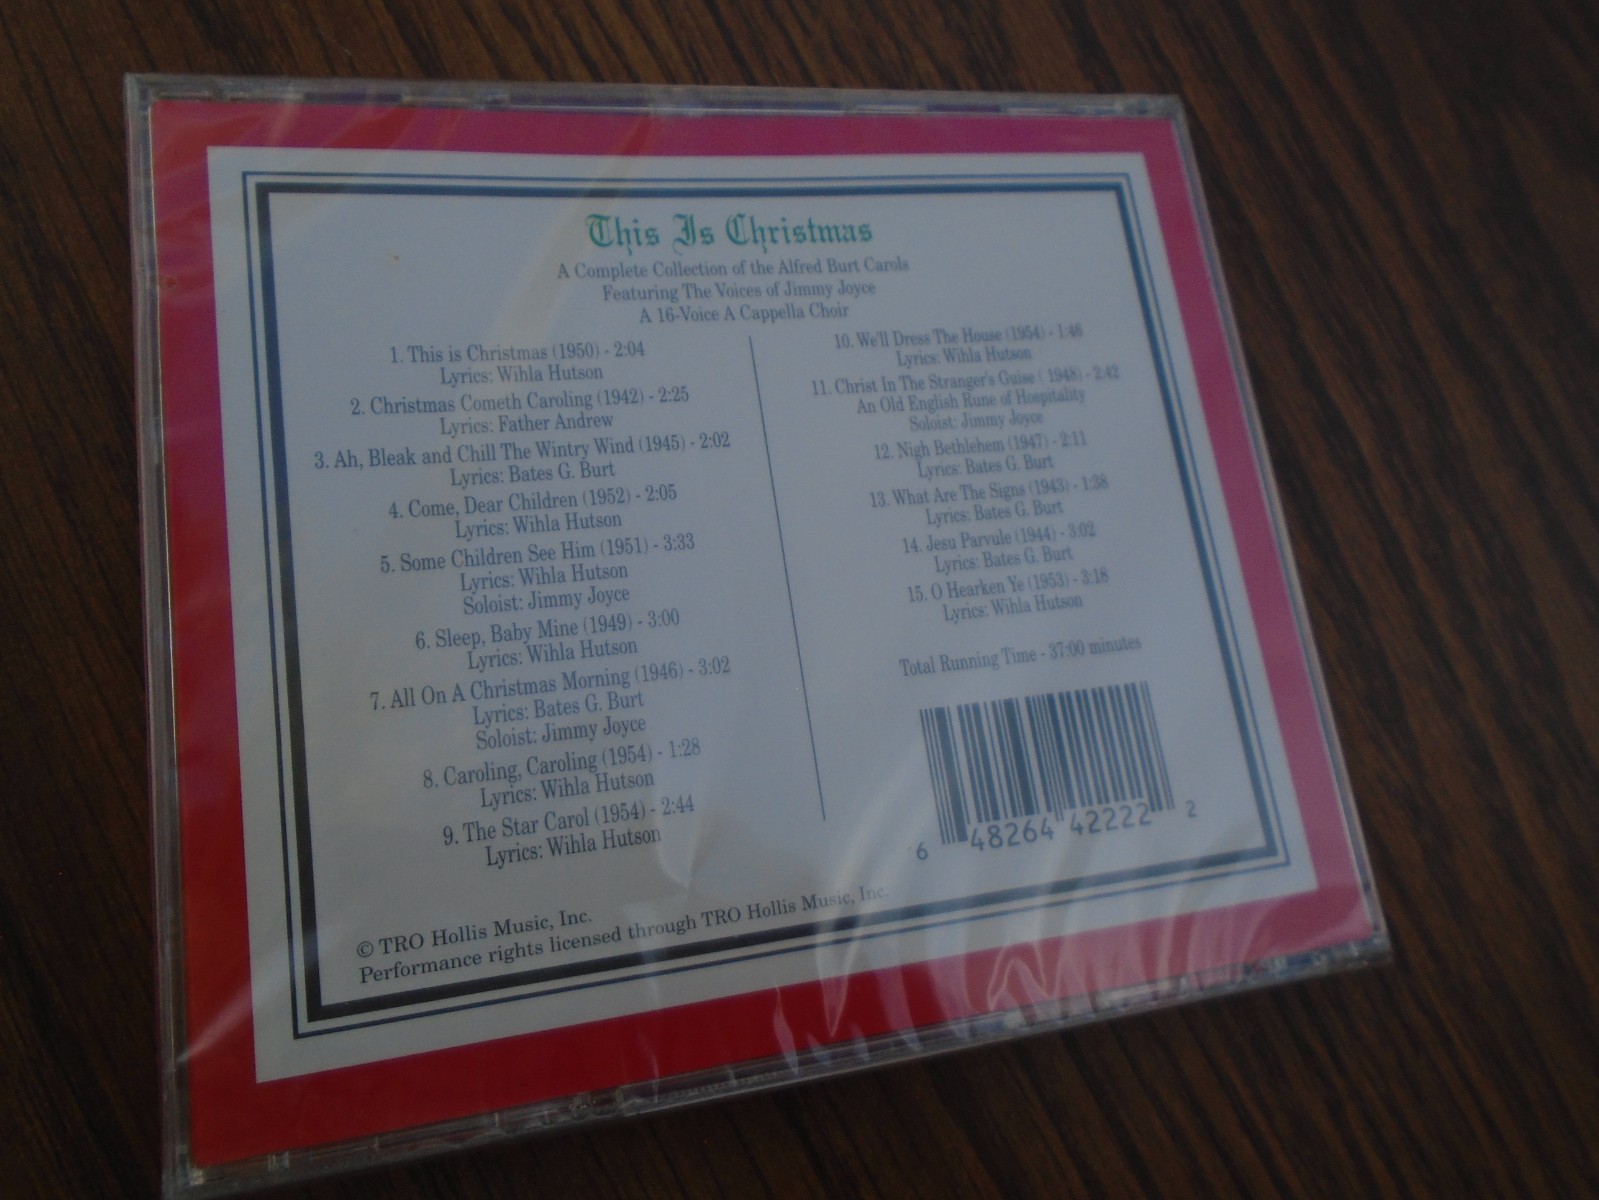 This Is Christmas
A Complete Collection of the Alfred Burt Carols
Featuring The Voices of Jimmy Joyce
A 16-Voice A Cappella Choir
1. This is Christmas (1950) - 2:04
Lyrics: Wihla Hutson
2. Christmas Cometh Caroling (1942) - 2:25
Lyrics: Father Andrew
3. Ah, Bleak and Chill The Wintry Wind (1945) - 2:02
Lyrics: Bates G. Burt
4. Come, Dear Children (1952) - 2:05
Lyrics: Wihla Hutson
5. Some Children See Him (1951) - 3:33
Lyrics: Wihla Hutson
Soloist: Jimmy Joyce
6. Sleep, Baby Mine (1949) - 3:00
Lyrics: Wihla Hutson
7. All On A Christmas Morning (1946) - 3:02
Lyrics: Bates G. Burt
Soloist: Jimmy Joyce
8. Caroling, Caroling (1954) - 1:28
Lyrics: Wihla Hutson
9. The Star Carol (1954) - 2:44
Lyrics: Wihla Hutson
10. We'll Dress The House (1954) - 1:46
Lyrics: Wihla Hutson
11. Christ In The Stranger's Guise ( 1948) - 2:42
An Old English Rune of Hospitality
Soloist: Jimmy Joyce
12. Nigh Bethlehem (1947) - 2:11
Lyrics: Bates G. Burt
13. What Are The Signs (1943) - 1:38
Lyrics: Bates G. Burt
14. Jesu Parvule (1944) - 3:02
Lyrics: Bates G. Burt
15. O Hearken Ye (1953) - 3:18
Lyrics: Wihla Hutson
Total Running Time - 37:00 minutes
6 48264 42222 2
© TRO Hollis Music, Inc.
Performance rights licensed through TRO Hollis Music, Inc.